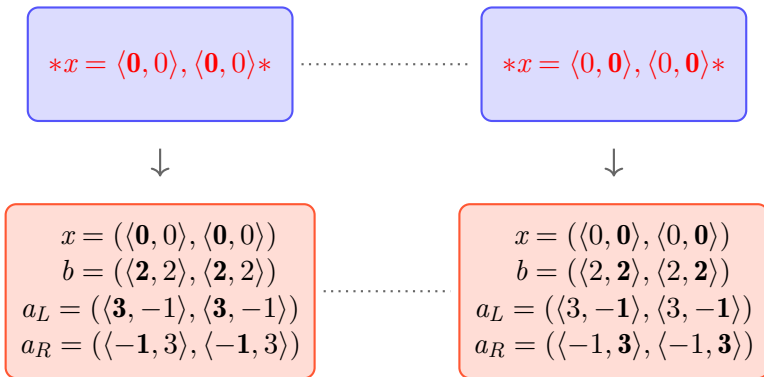 *x = ⟨𝟎, 0⟩, ⟨𝟎, 0⟩*
*x = ⟨0, 𝟎⟩, ⟨0, 𝟎⟩*
↓
↓
x = (⟨𝟎, 0⟩, ⟨𝟎, 0⟩)
b = (⟨𝟐, 2⟩, ⟨𝟐, 2⟩)
a_L = (⟨𝟑, −1⟩, ⟨𝟑, −1⟩)
a_R = (⟨−𝟏, 3⟩, ⟨−𝟏, 3⟩)
x = (⟨0, 𝟎⟩, ⟨0, 𝟎⟩)
b = (⟨2, 𝟐⟩, ⟨2, 𝟐⟩)
a_L = (⟨3, −𝟏⟩, ⟨3, −𝟏⟩)
a_R = (⟨−1, 𝟑⟩, ⟨−1, 𝟑⟩)